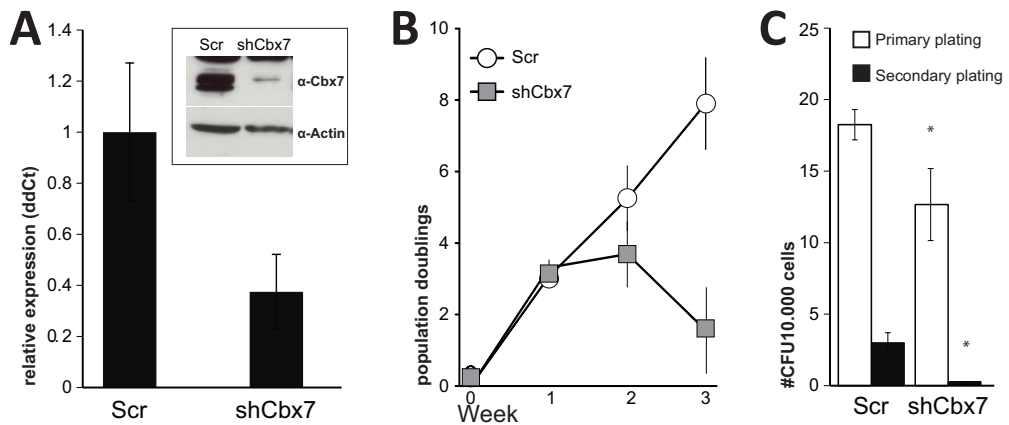 A
1.4
1.2
1
0.8
0.6
0.4
0.2
0
relative expression (ddCt)
Scr shCbx7
α-Cbx7
α-Actin
Scr shCbx7
B
10
8
6
4
2
0
population doublings
Scr
shCbx7
0 1 2 3
Week
C
25
20
15
10
5
0
#CFU10.000 cells
Primary plating
Secondary plating
*
*
Scr shCbx7